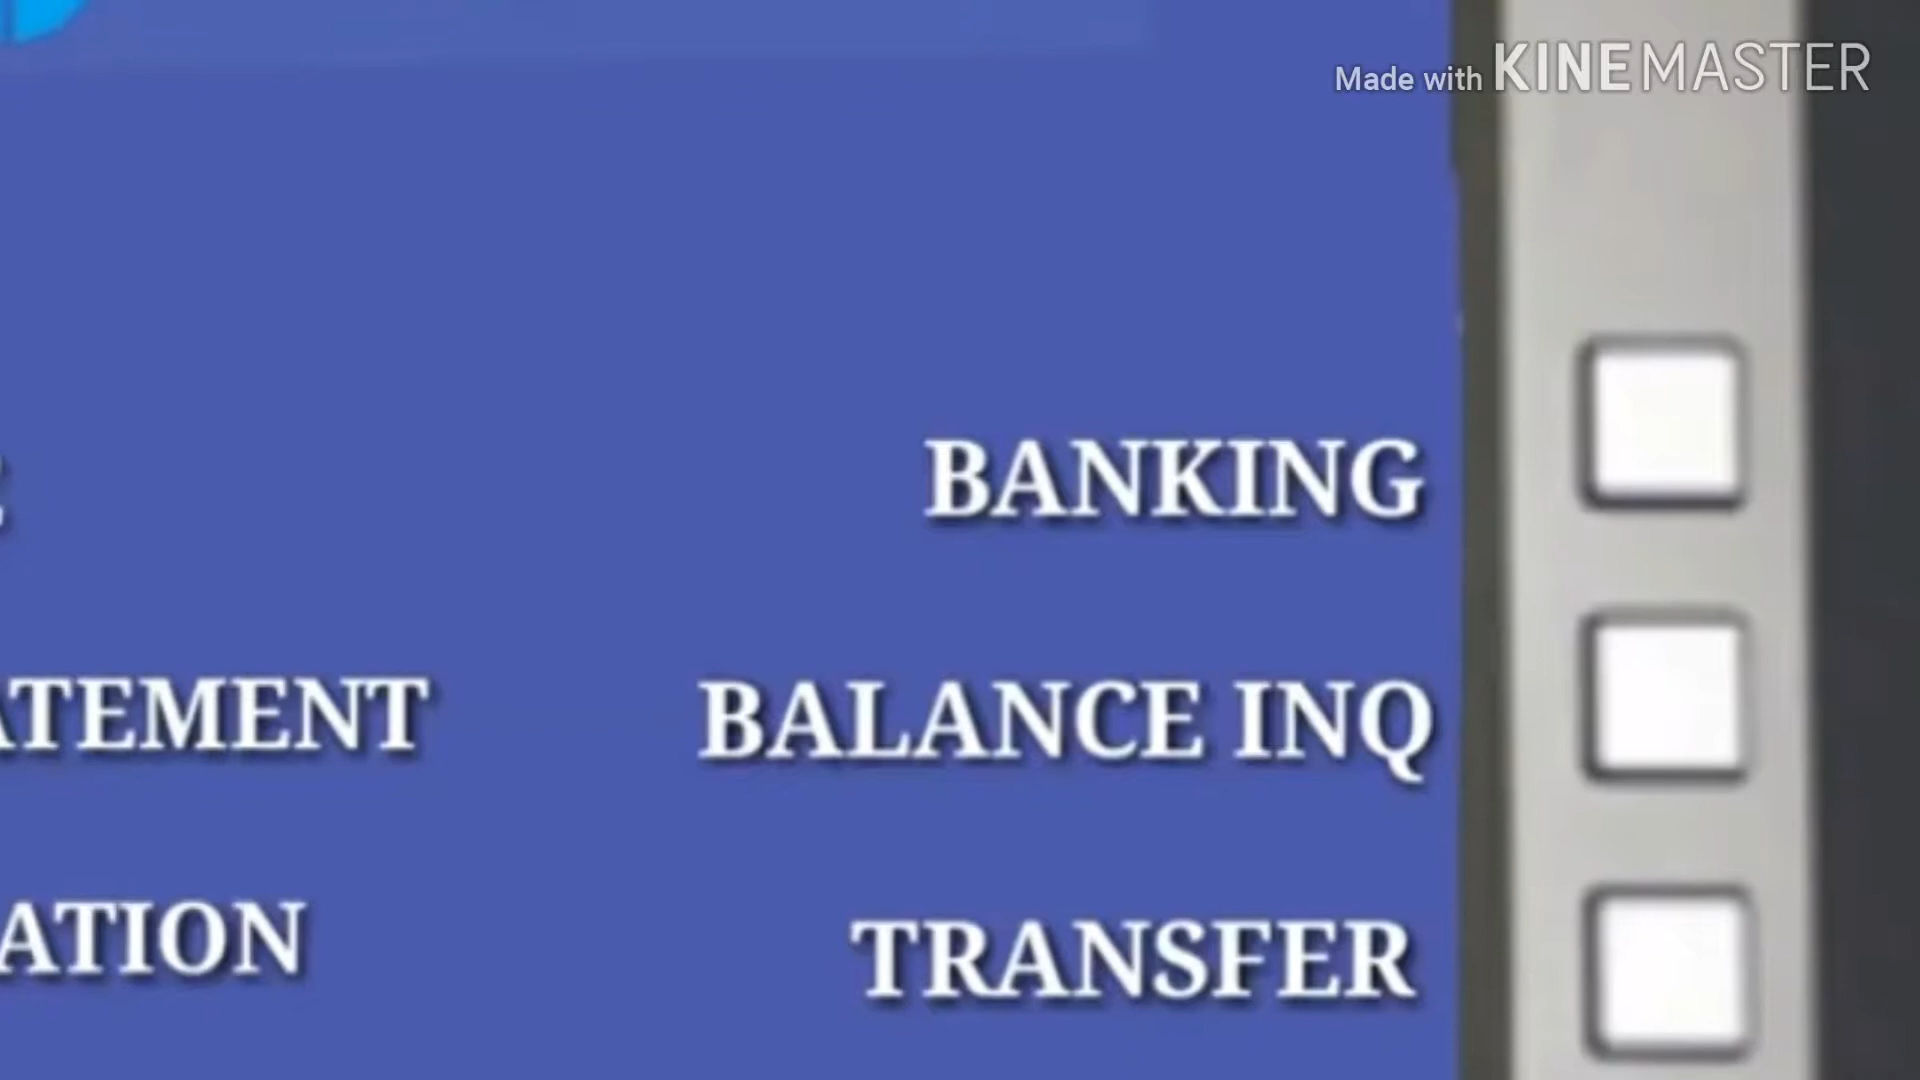 Made with KINEMASTER
BANKING
ATEMENT BALANCE INQ
ATION TRANSFER